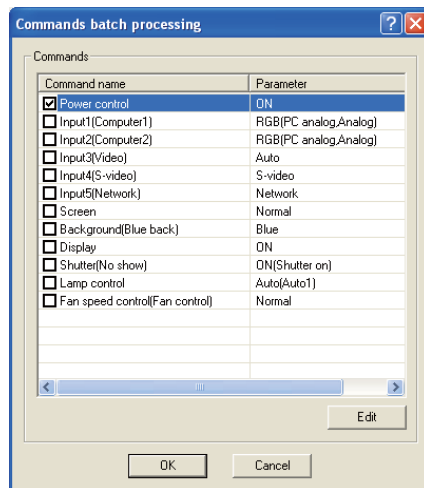 Commands batch processing
Commands
Command name Parameter
Power control ON
Input1(Computer1) RGB(PC analog,Analog)
Input2(Computer2) RGB(PC analog,Analog)
Input3(Video) Auto
Input4(S-video) S-video
Input5(Network) Network
Screen Normal
Background(Blue back) Blue
Display ON
Shutter(No show) ON(Shutter on)
Lamp control Auto(Auto1)
Fan speed control(Fan control) Normal
Edit
OK Cancel